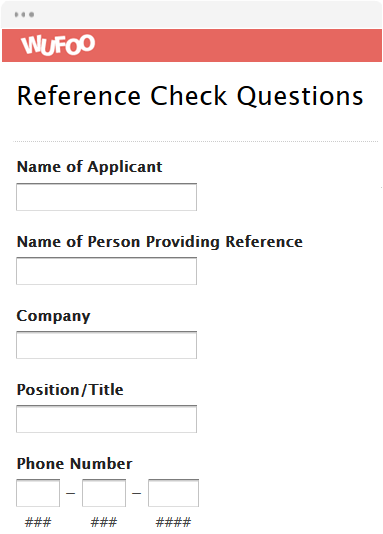 WUFOO
Reference Check Questions
Name of Applicant
Name of Person Providing Reference
Company
Position/Title
Phone Number
– –
### ### ####